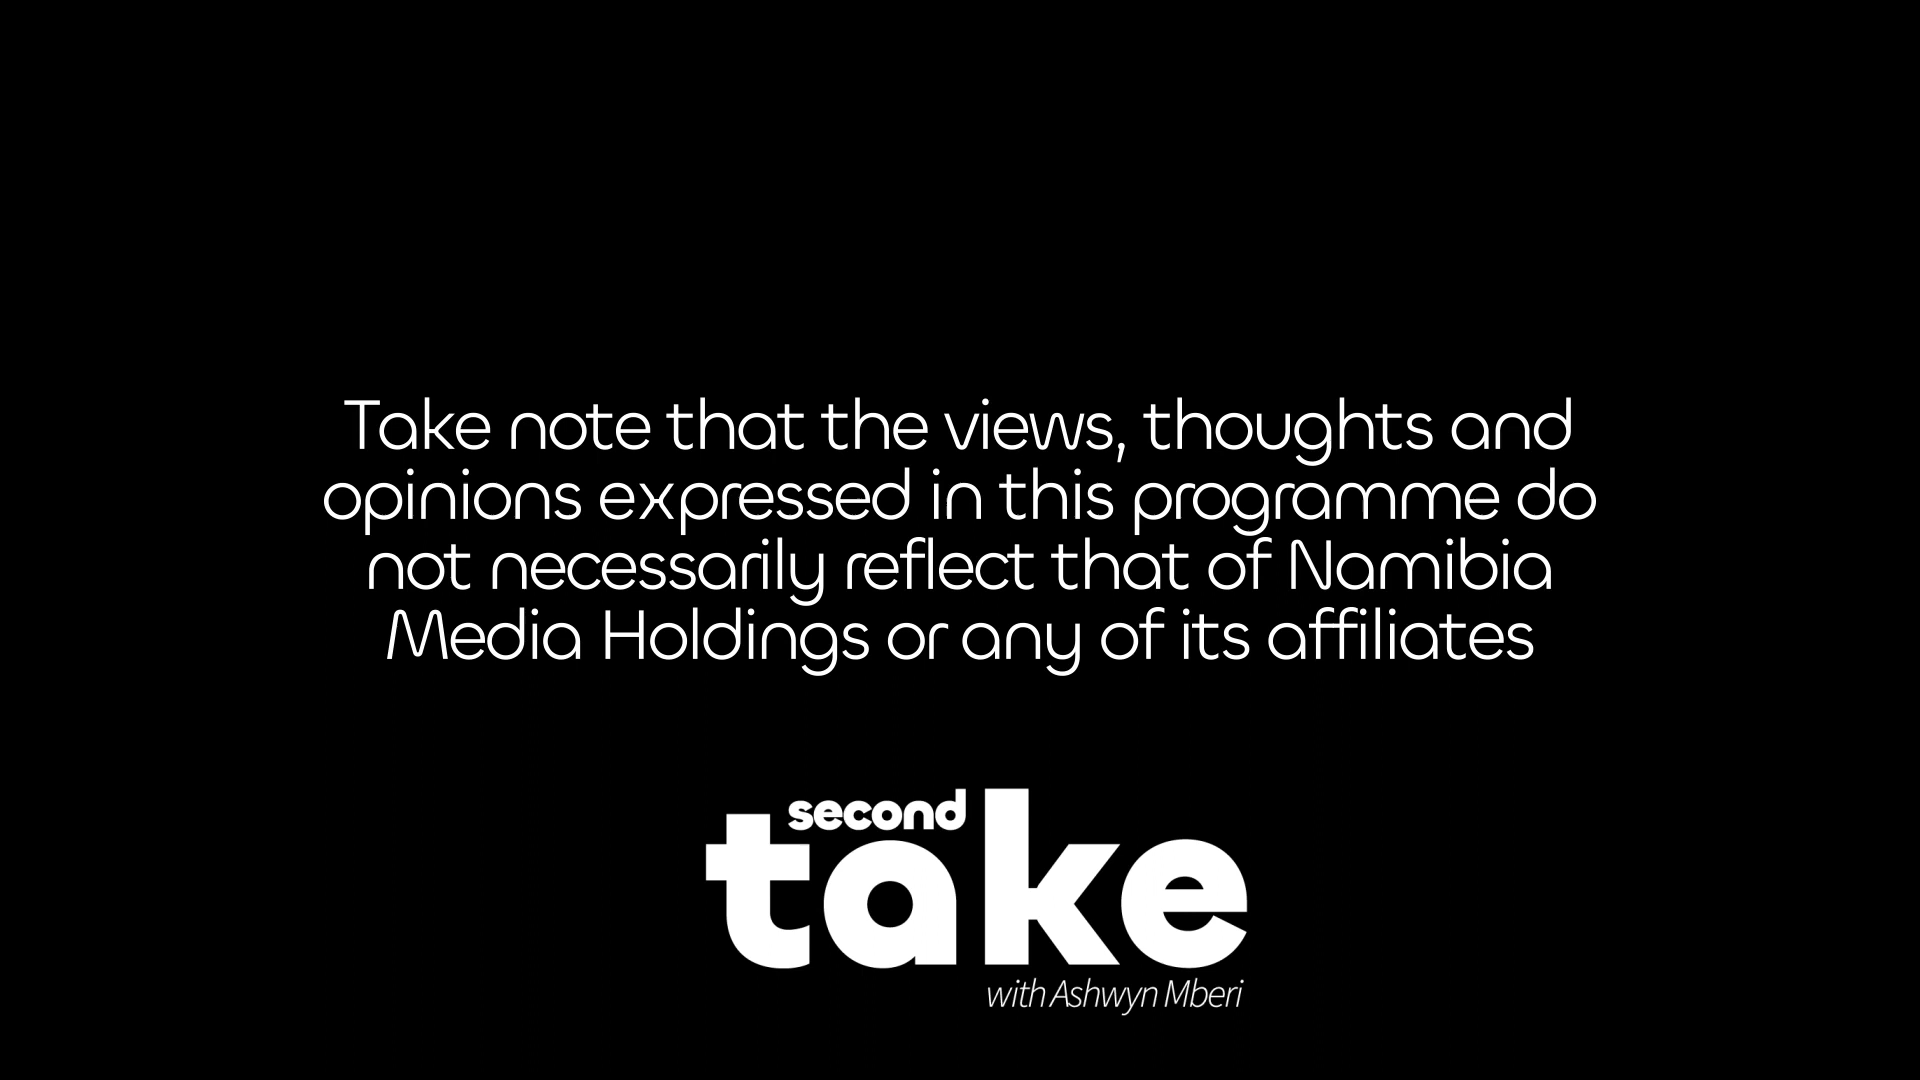 Take note that the views, thoughts and
opinions expressed in this programme do
not necessarily reflect that of Namibia
Media Holdings or any of its affiliates
second
take
with Ashwyn Mberi